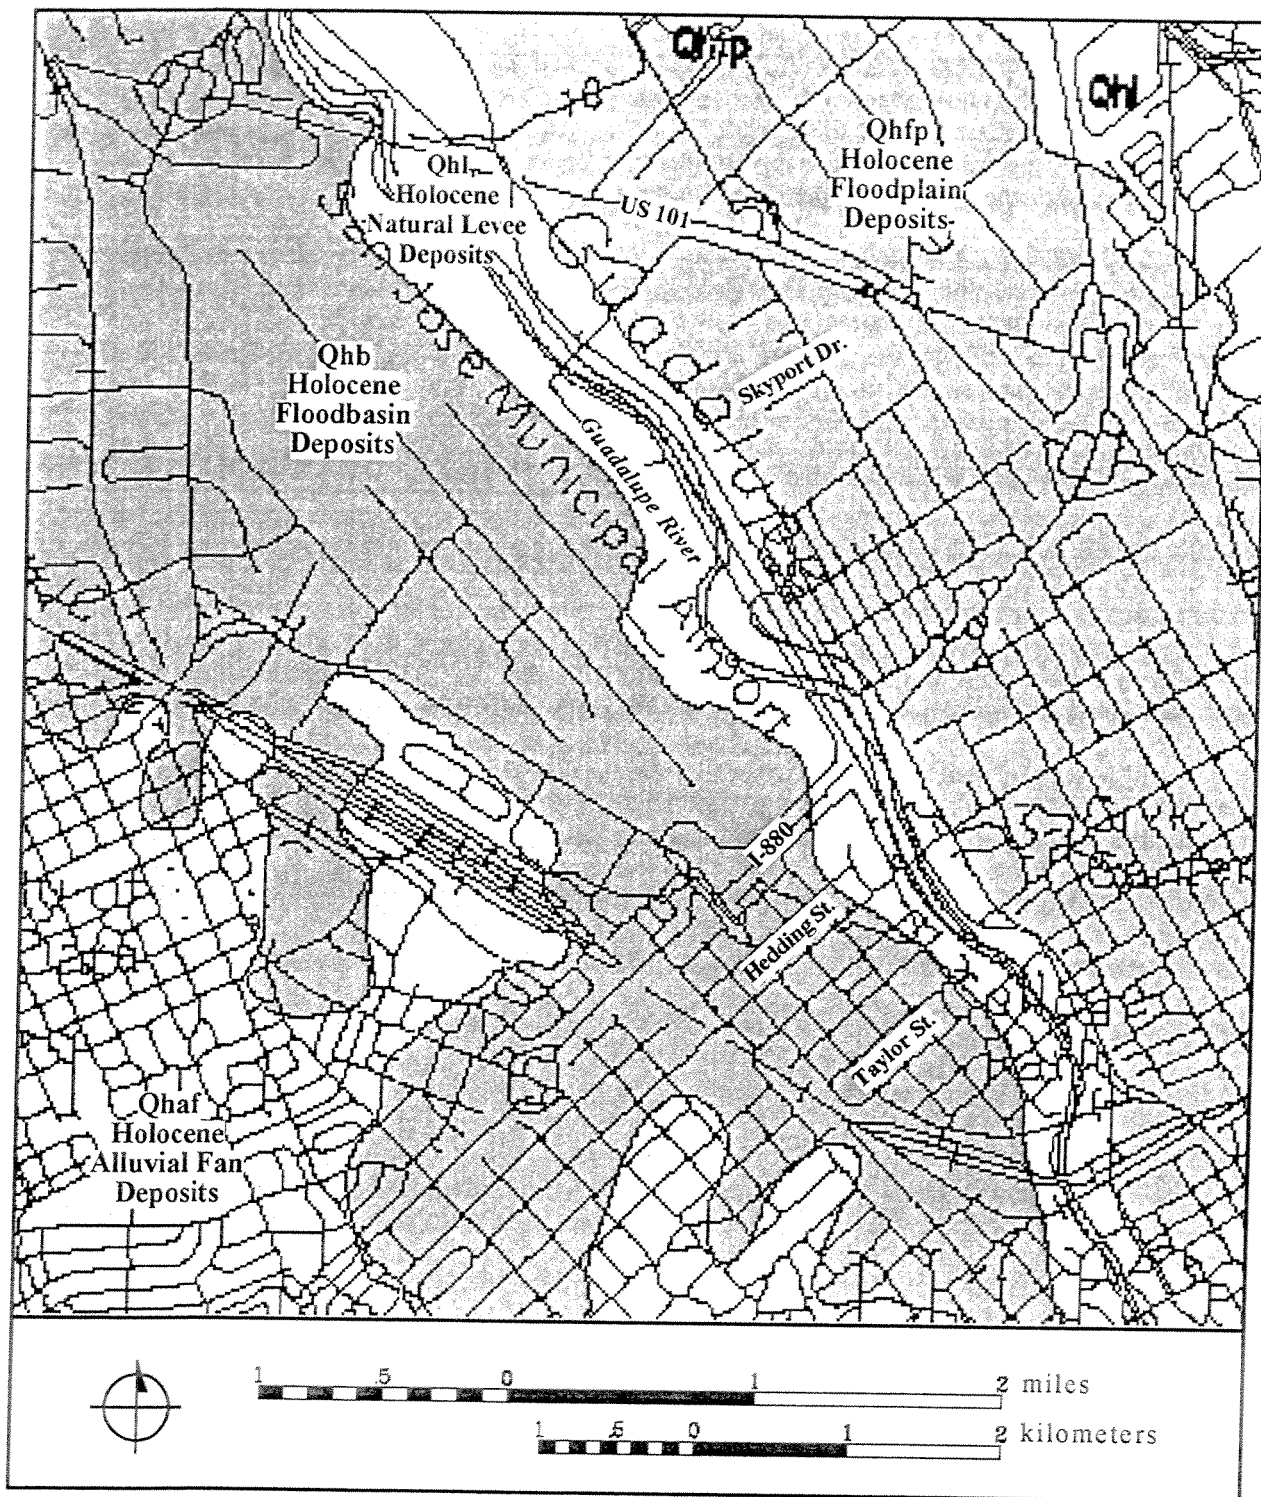 Qhfp
Qhl
Qhfp
Holocene
Floodplain
Deposits
Qhl
Holocene
Natural Levee
Deposits
US 101
Skyport Dr.
Qhb
Holocene
Floodbasin
Deposits
Municipal
Guadalupe River
Airport
I-880
Hedding St.
Taylor St.
Qhaf
Holocene
Alluvial Fan
Deposits
1 .5 0 1 2 miles
1 .5 0 1 2 kilometers